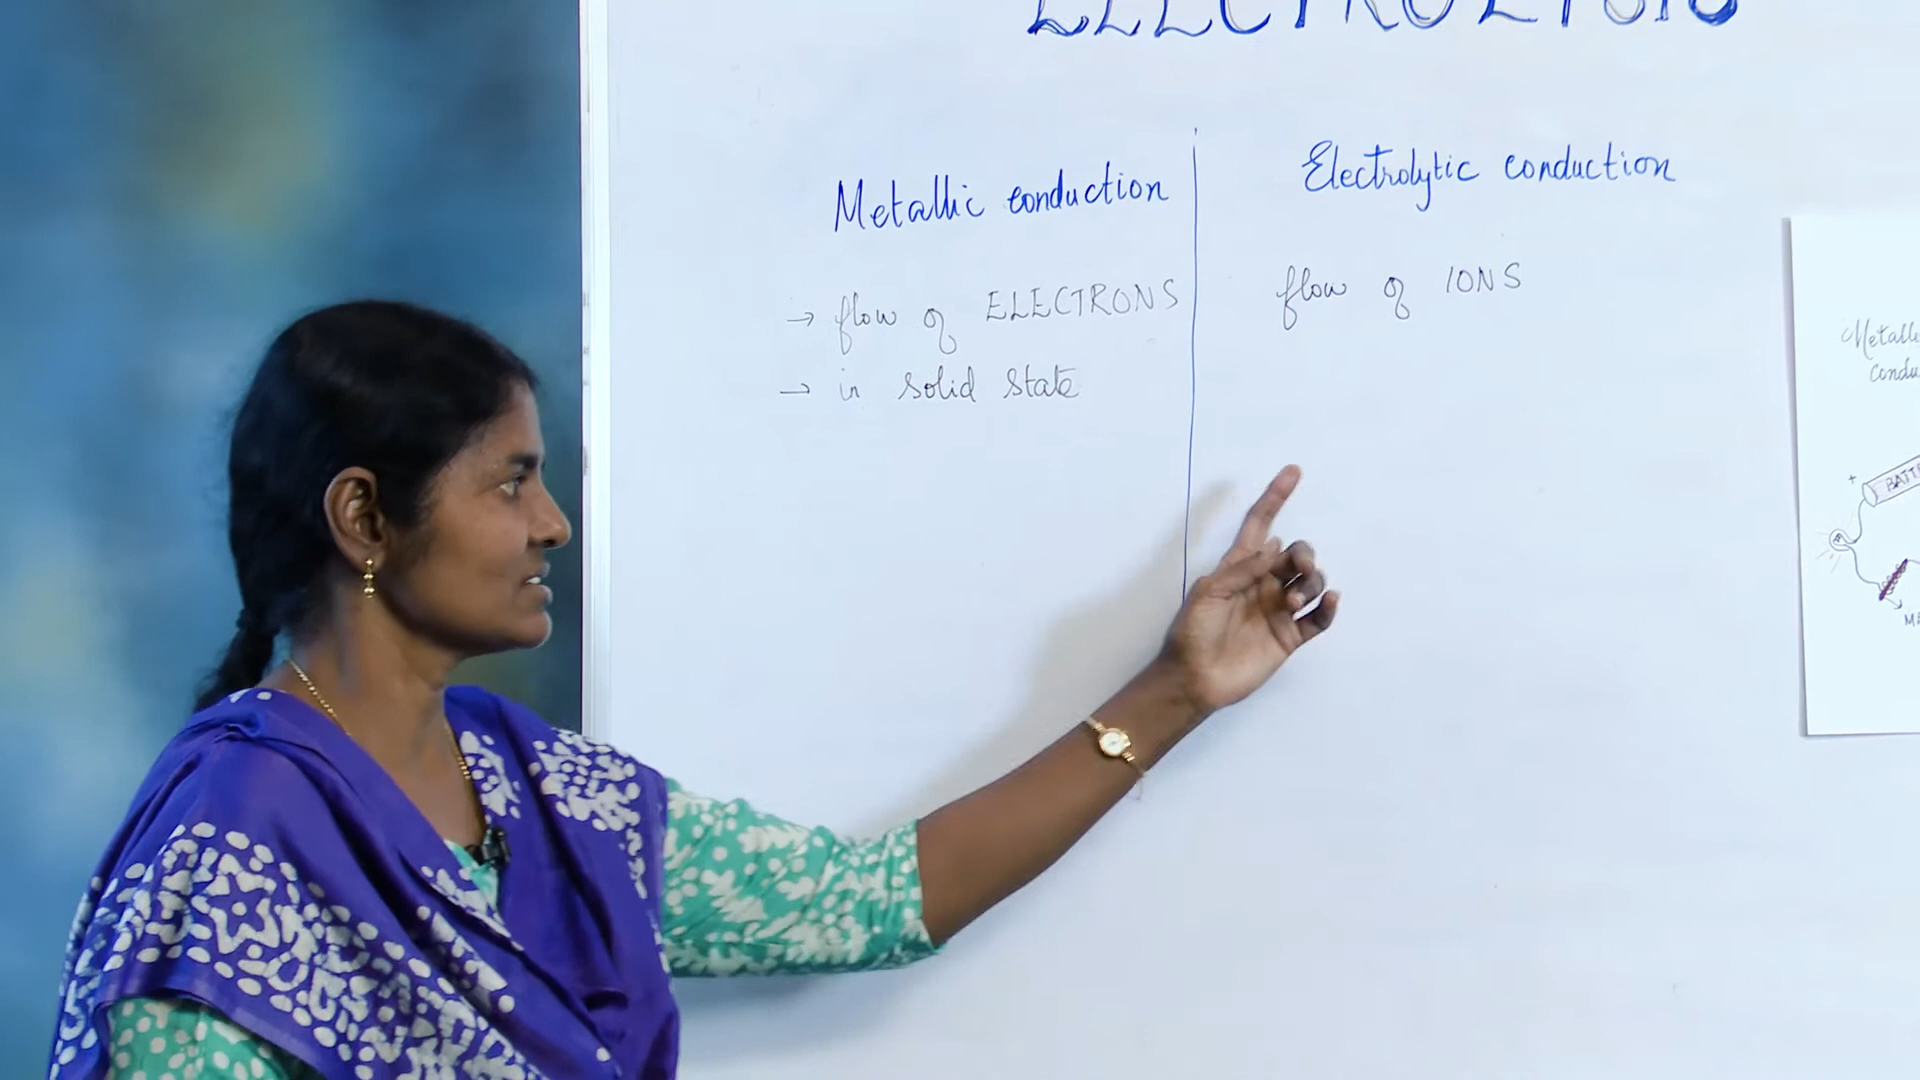 ELECTROLYSIS
Metallic conduction
→ flow of ELECTRONS
→ in solid state
Electrolytic conduction
flow of IONS
+